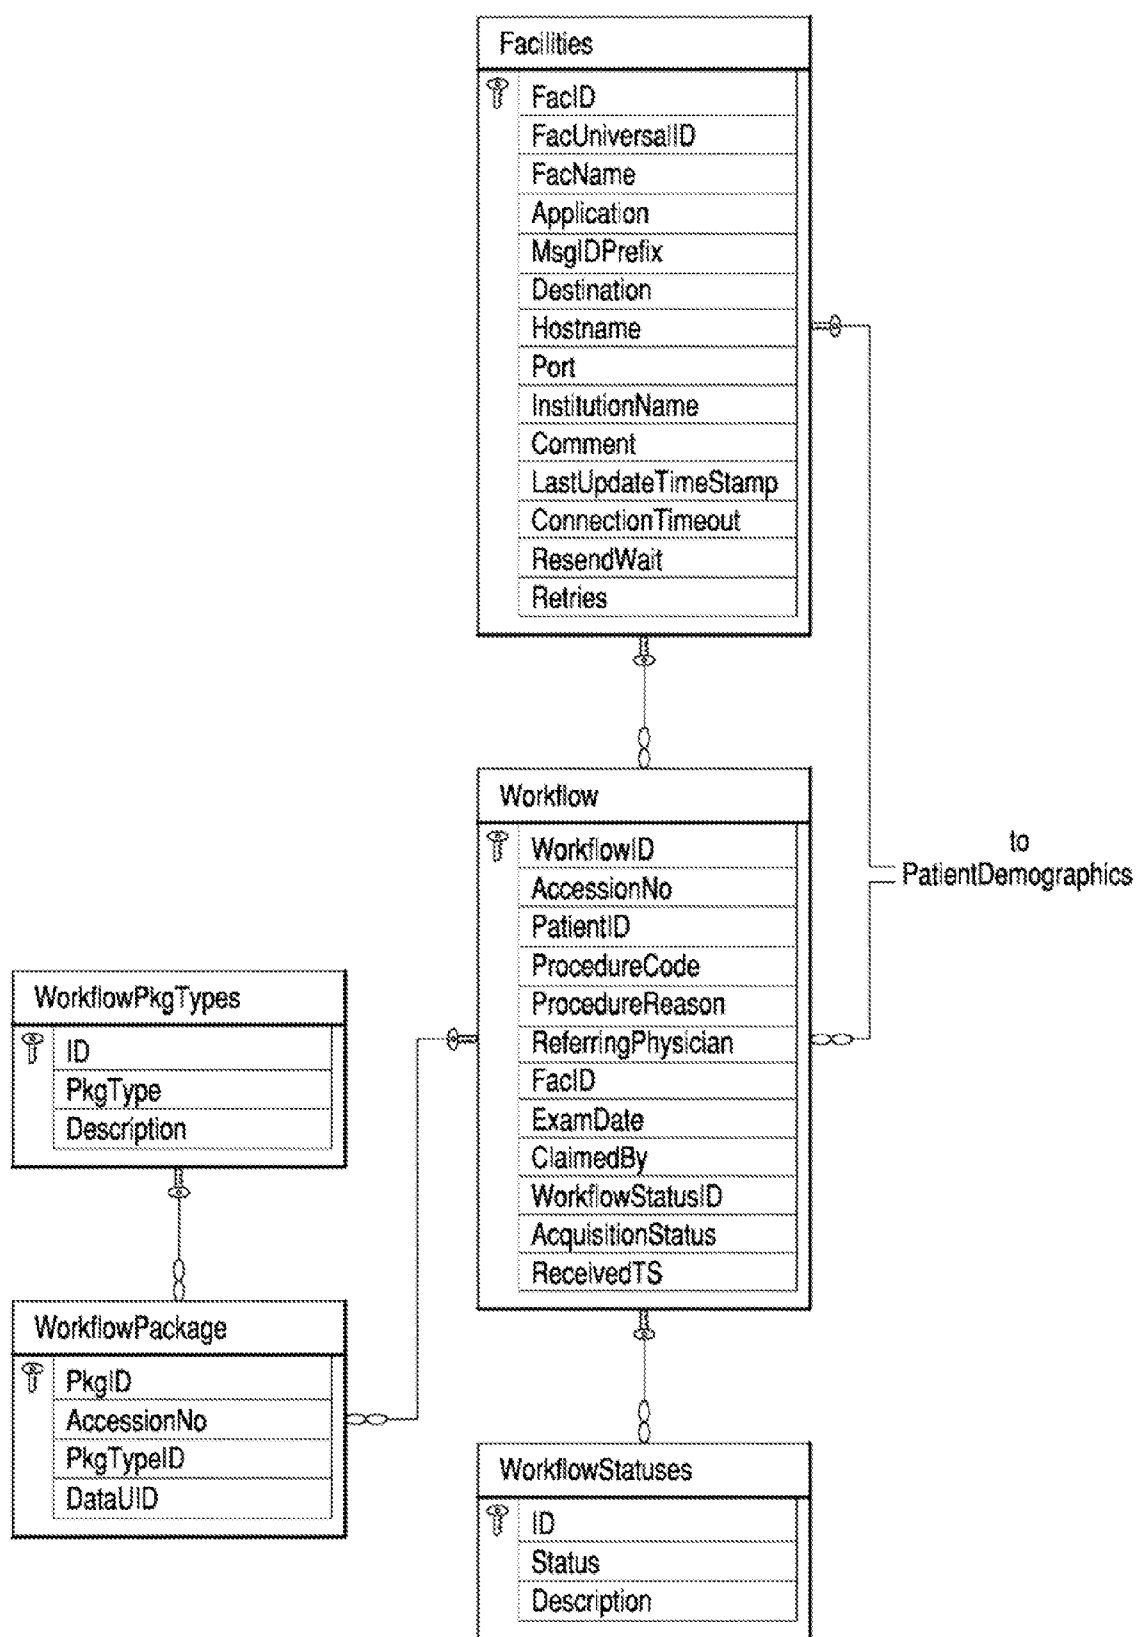 Facilities
FacID
FacUniversalID
FacName
Application
MsgIDPrefix
Destination
Hostname
Port
InstitutionName
Comment
LastUpdateTimeStamp
ConnectionTimeout
ResendWait
Retries
Workflow
WorkflowID
AccessionNo
PatientID
ProcedureCode
ProcedureReason
ReferringPhysician
FacID
ExamDate
ClaimedBy
WorkflowStatusID
AcquisitionStatus
ReceivedTS
to
PatientDemographics
WorkflowPkgTypes
ID
PkgType
Description
WorkflowPackage
PkgID
AccessionNo
PkgTypeID
DataUID
WorkflowStatuses
ID
Status
Description